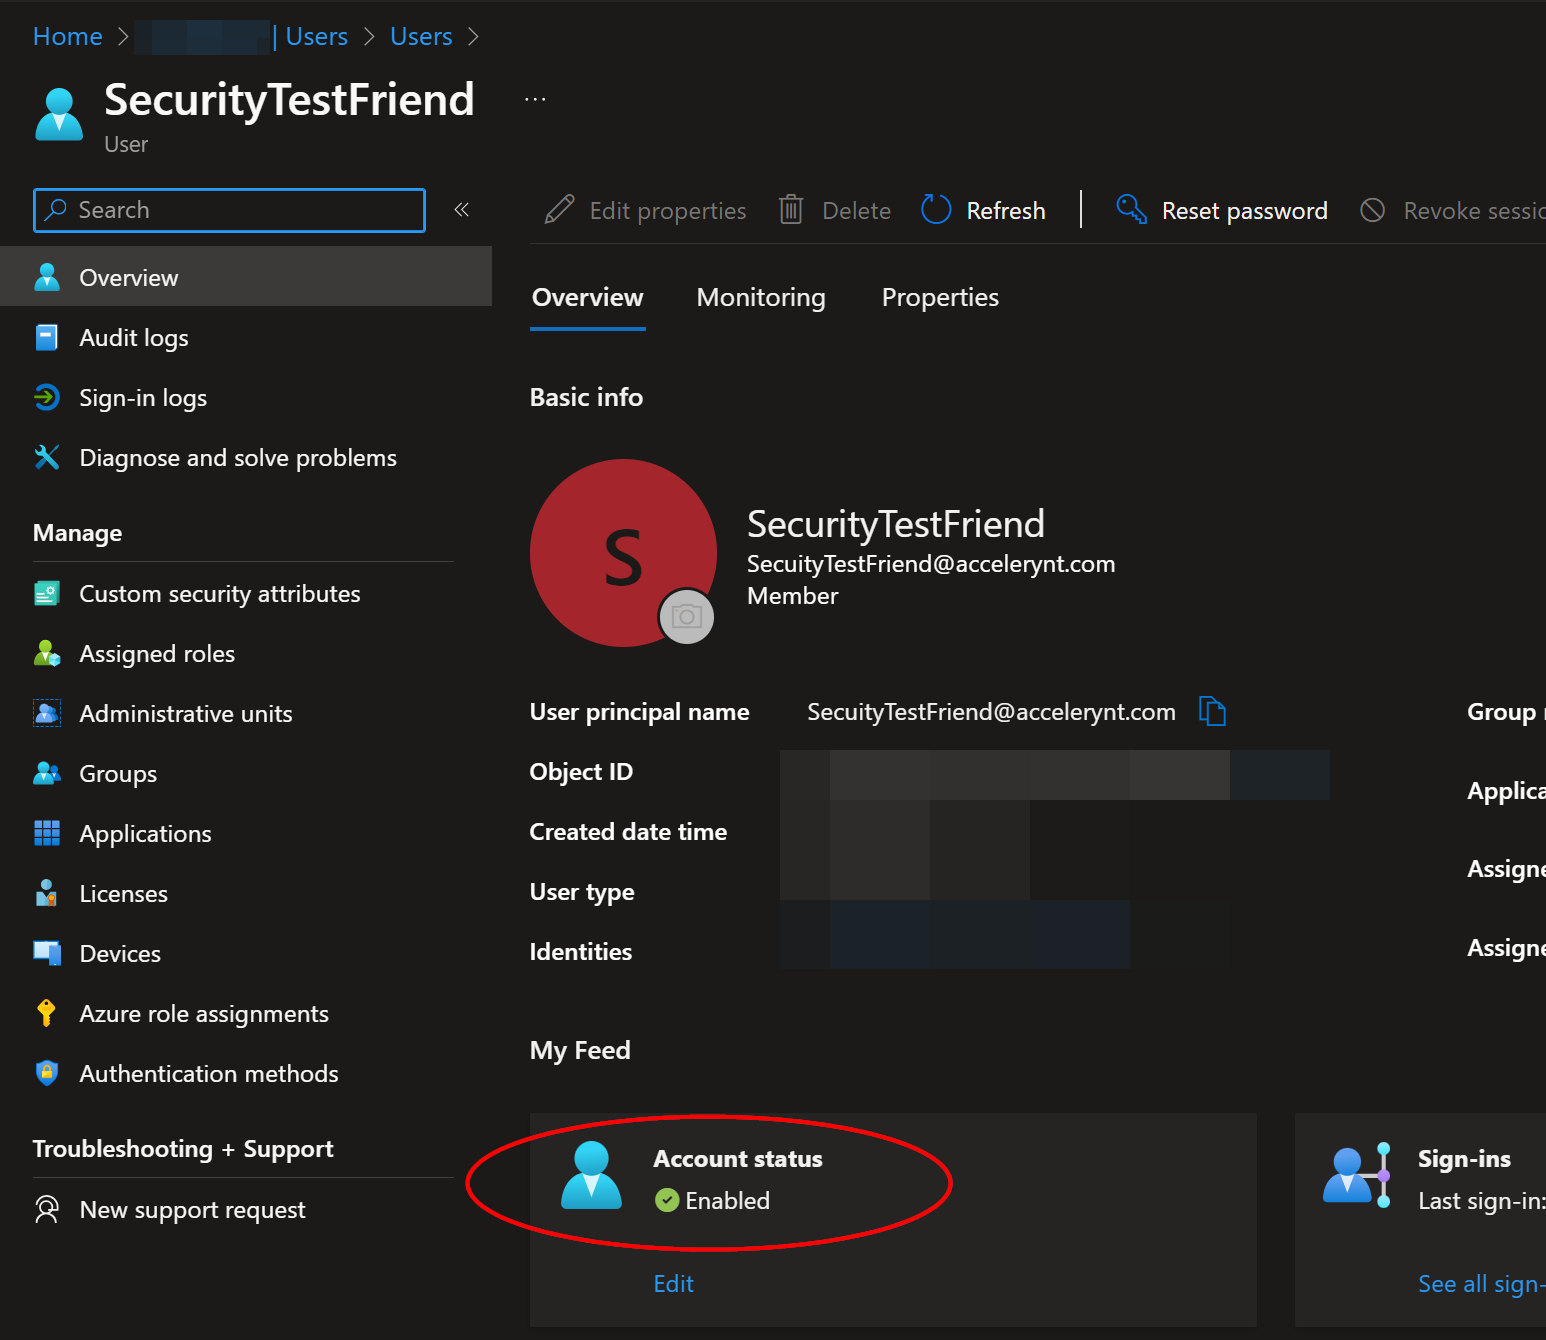 Home > | Users > Users >
SecurityTestFriend ...
User
Search «
Edit properties Delete Refresh Reset password Revoke sessio
Overview
Audit logs
Sign-in logs
Diagnose and solve problems
Manage
Custom security attributes
Assigned roles
Administrative units
Groups
Applications
Licenses
Devices
Azure role assignments
Authentication methods
Troubleshooting + Support
New support request
Overview Monitoring Properties
Basic info
S
SecurityTestFriend
SecuityTestFriend@accelerynt.com
Member
User principal name SecuityTestFriend@accelerynt.com
Object ID
Created date time
User type
Identities
Group
Applica
Assigne
Assigne
My Feed
Account status
Enabled
Edit
Sign-ins
Last sign-in:
See all sign-